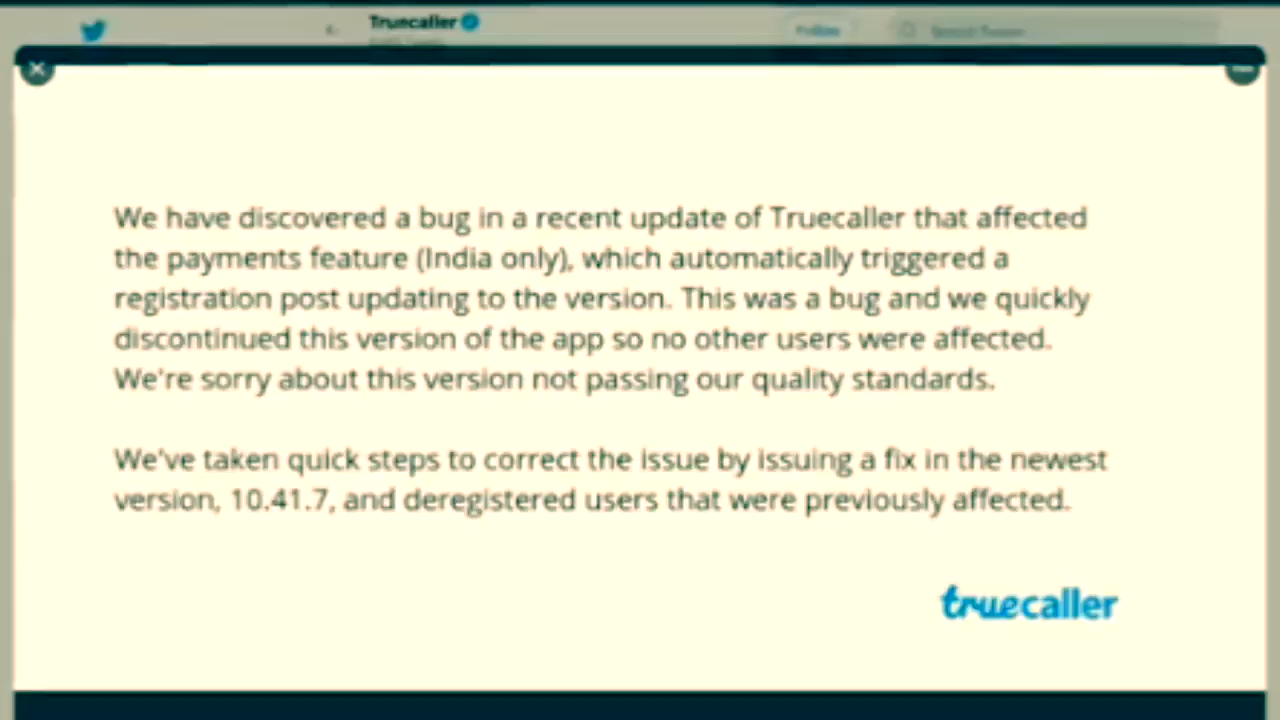 Truecaller
Follow
We have discovered a bug in a recent update of Truecaller that affected
the payments feature (India only), which automatically triggered a
registration post updating to the version. This was a bug and we quickly
discontinued this version of the app so no other users were affected.
We're sorry about this version not passing our quality standards.
We've taken quick steps to correct the issue by issuing a fix in the newest
version, 10.41.7, and deregistered users that were previously affected.
truecaller